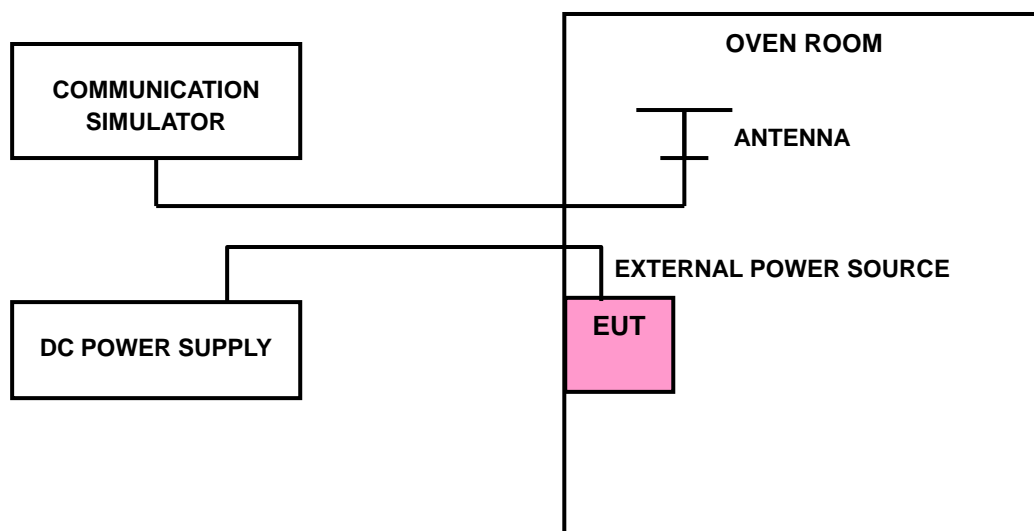 OVEN ROOM
COMMUNICATION
SIMULATOR
ANTENNA
EXTERNAL POWER SOURCE
EUT
DC POWER SUPPLY